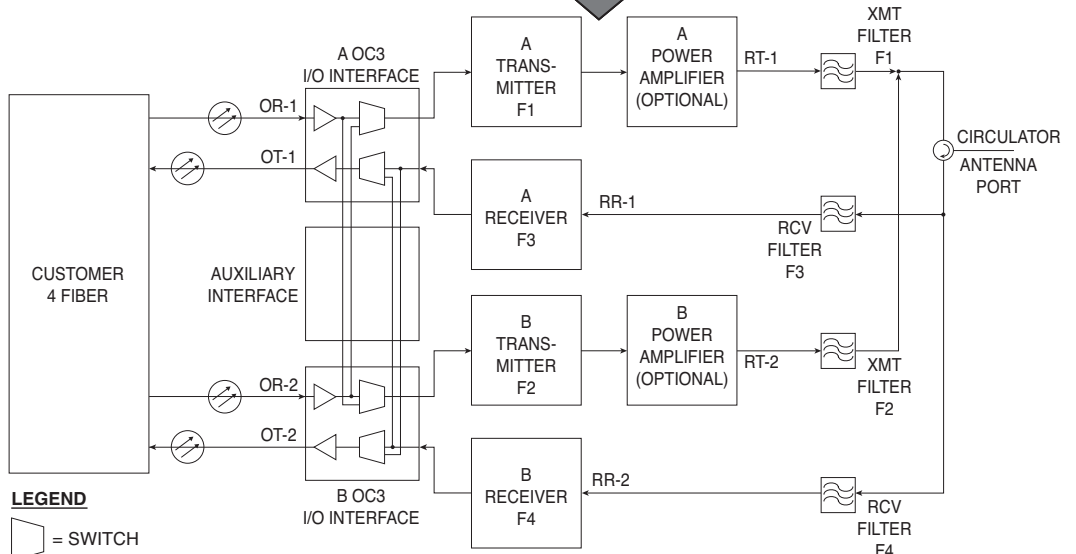 A OC3
I/O INTERFACE
A
TRANS-
MITTER
F1
A
POWER
AMPLIFIER
(OPTIONAL)
RT-1
XMT
FILTER
F1
OR-1
OT-1
CIRCULATOR
ANTENNA
PORT
A
RECEIVER
F3
RR-1
RCV
FILTER
F3
CUSTOMER
4 FIBER
AUXILIARY
INTERFACE
B
TRANS-
MITTER
F2
B
POWER
AMPLIFIER
(OPTIONAL)
RT-2
XMT
FILTER
F2
OR-2
OT-2
B OC3
I/O INTERFACE
B
RECEIVER
F4
RR-2
RCV
FILTER
F4
LEGEND
= SWITCH